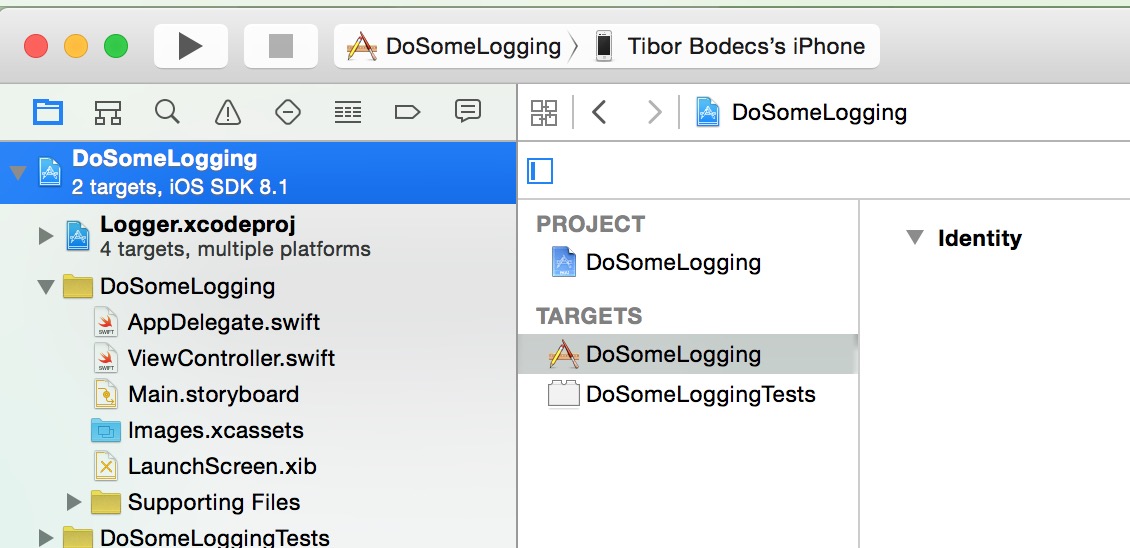 DoSomeLogging
Tibor Bodecs's iPhone
DoSomeLogging
DoSomeLogging
2 targets, iOS SDK 8.1
Logger.xcodeproj
4 targets, multiple platforms
DoSomeLogging
AppDelegate.swift
ViewController.swift
Main.storyboard
Images.xcassets
LaunchScreen.xib
Supporting Files
DoSomeLoggingTests
PROJECT
DoSomeLogging
TARGETS
DoSomeLogging
DoSomeLoggingTests
Identity